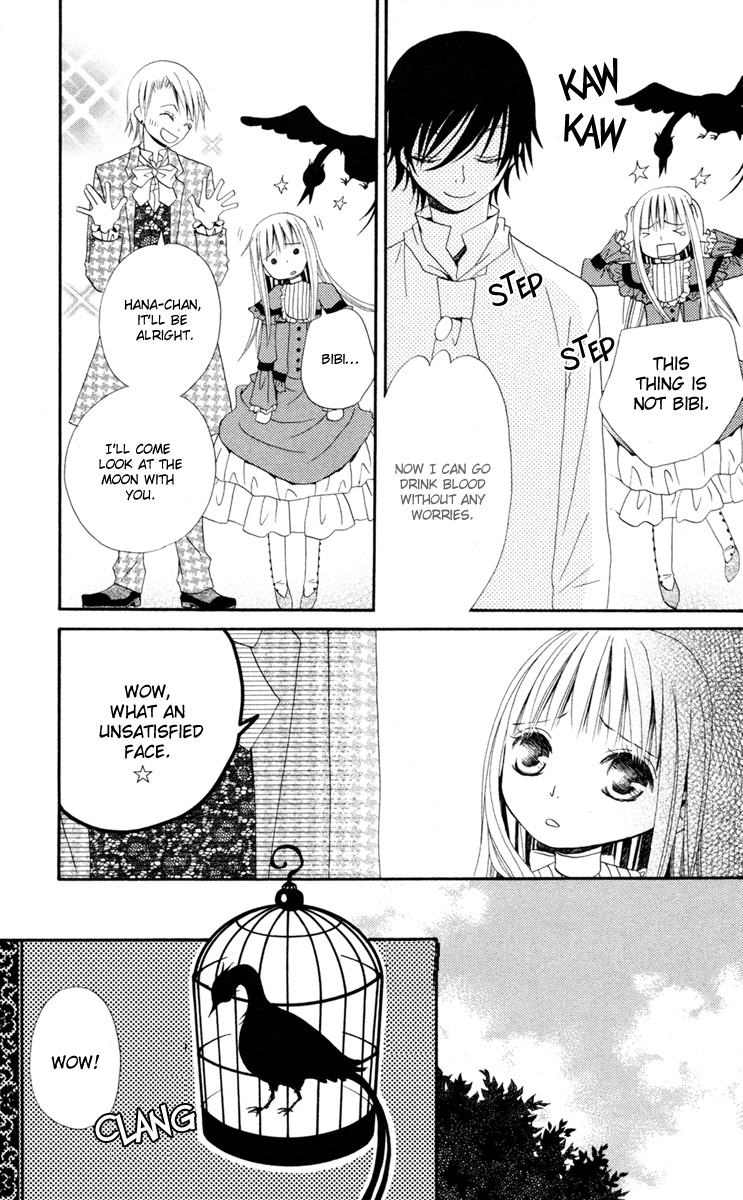 KAW
KAW
THIS
THING IS
NOT BIBI.
STEP
STEP
NOW I CAN GO
DRINK BLOOD
WITHOUT ANY
WORRIES.
BIBI...
HANA-CHAN,
IT'LL BE
ALRIGHT.
I'LL COME
LOOK AT THE
MOON WITH
YOU.
WOW,
WHAT AN
UNSATISFIED
FACE.
☆
CLANG
WOW!